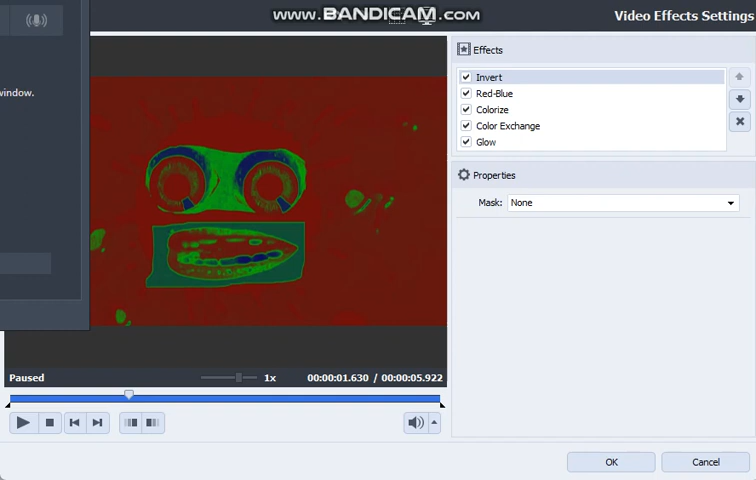 www.BANDICAM.com
Video Effects Settings
window.
Effects
Invert
Red-Blue
Colorize
Color Exchange
Glow
Properties
Mask: None
Paused 1x 00:00:01.630 / 00:00:05.922
OK Cancel